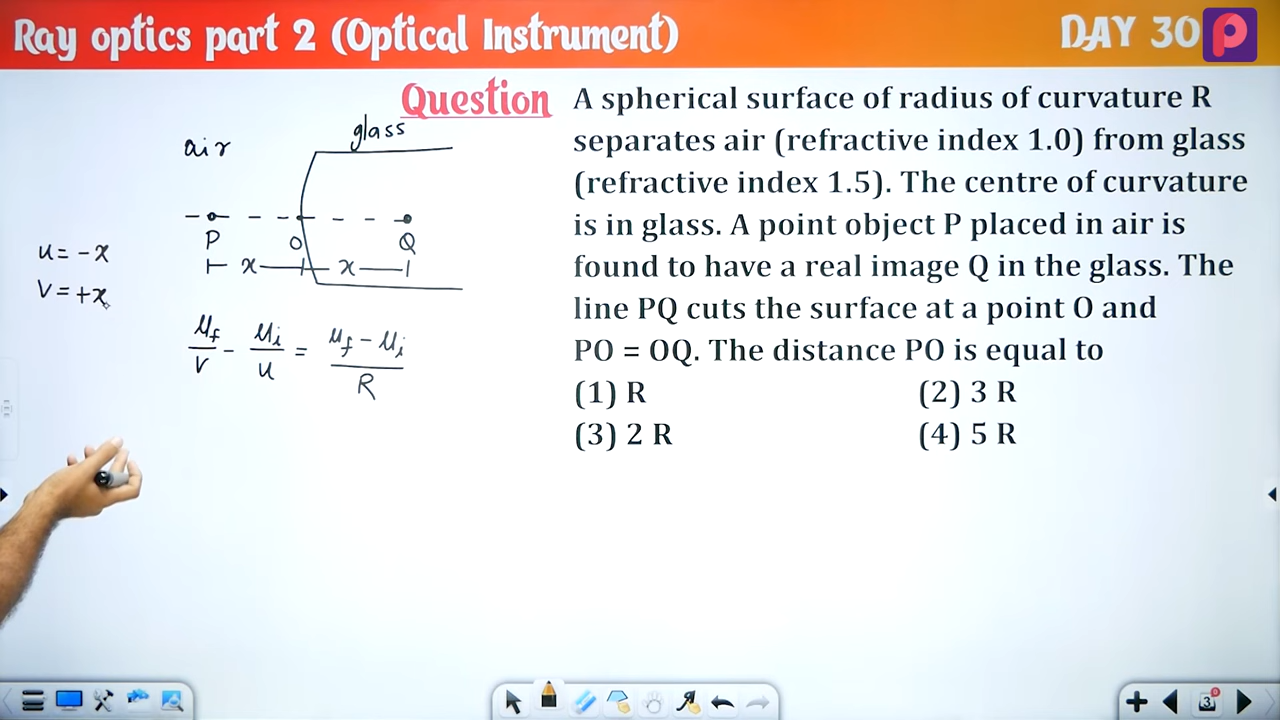 Ray optics part 2 (Optical Instrument)
DAY 30
Question
A spherical surface of radius of curvature R
separates air (refractive index 1.0) from glass
(refractive index 1.5). The centre of curvature
is in glass. A point object P placed in air is
found to have a real image Q in the glass. The
line PQ cuts the surface at a point O and
PO = OQ. The distance PO is equal to
(1) R
(2) 3 R
(3) 2 R
(4) 5 R
air
glass
P
O
Q
x
x
u = -x
v = +x
μf/v - μi/u = μf - μi/R
3